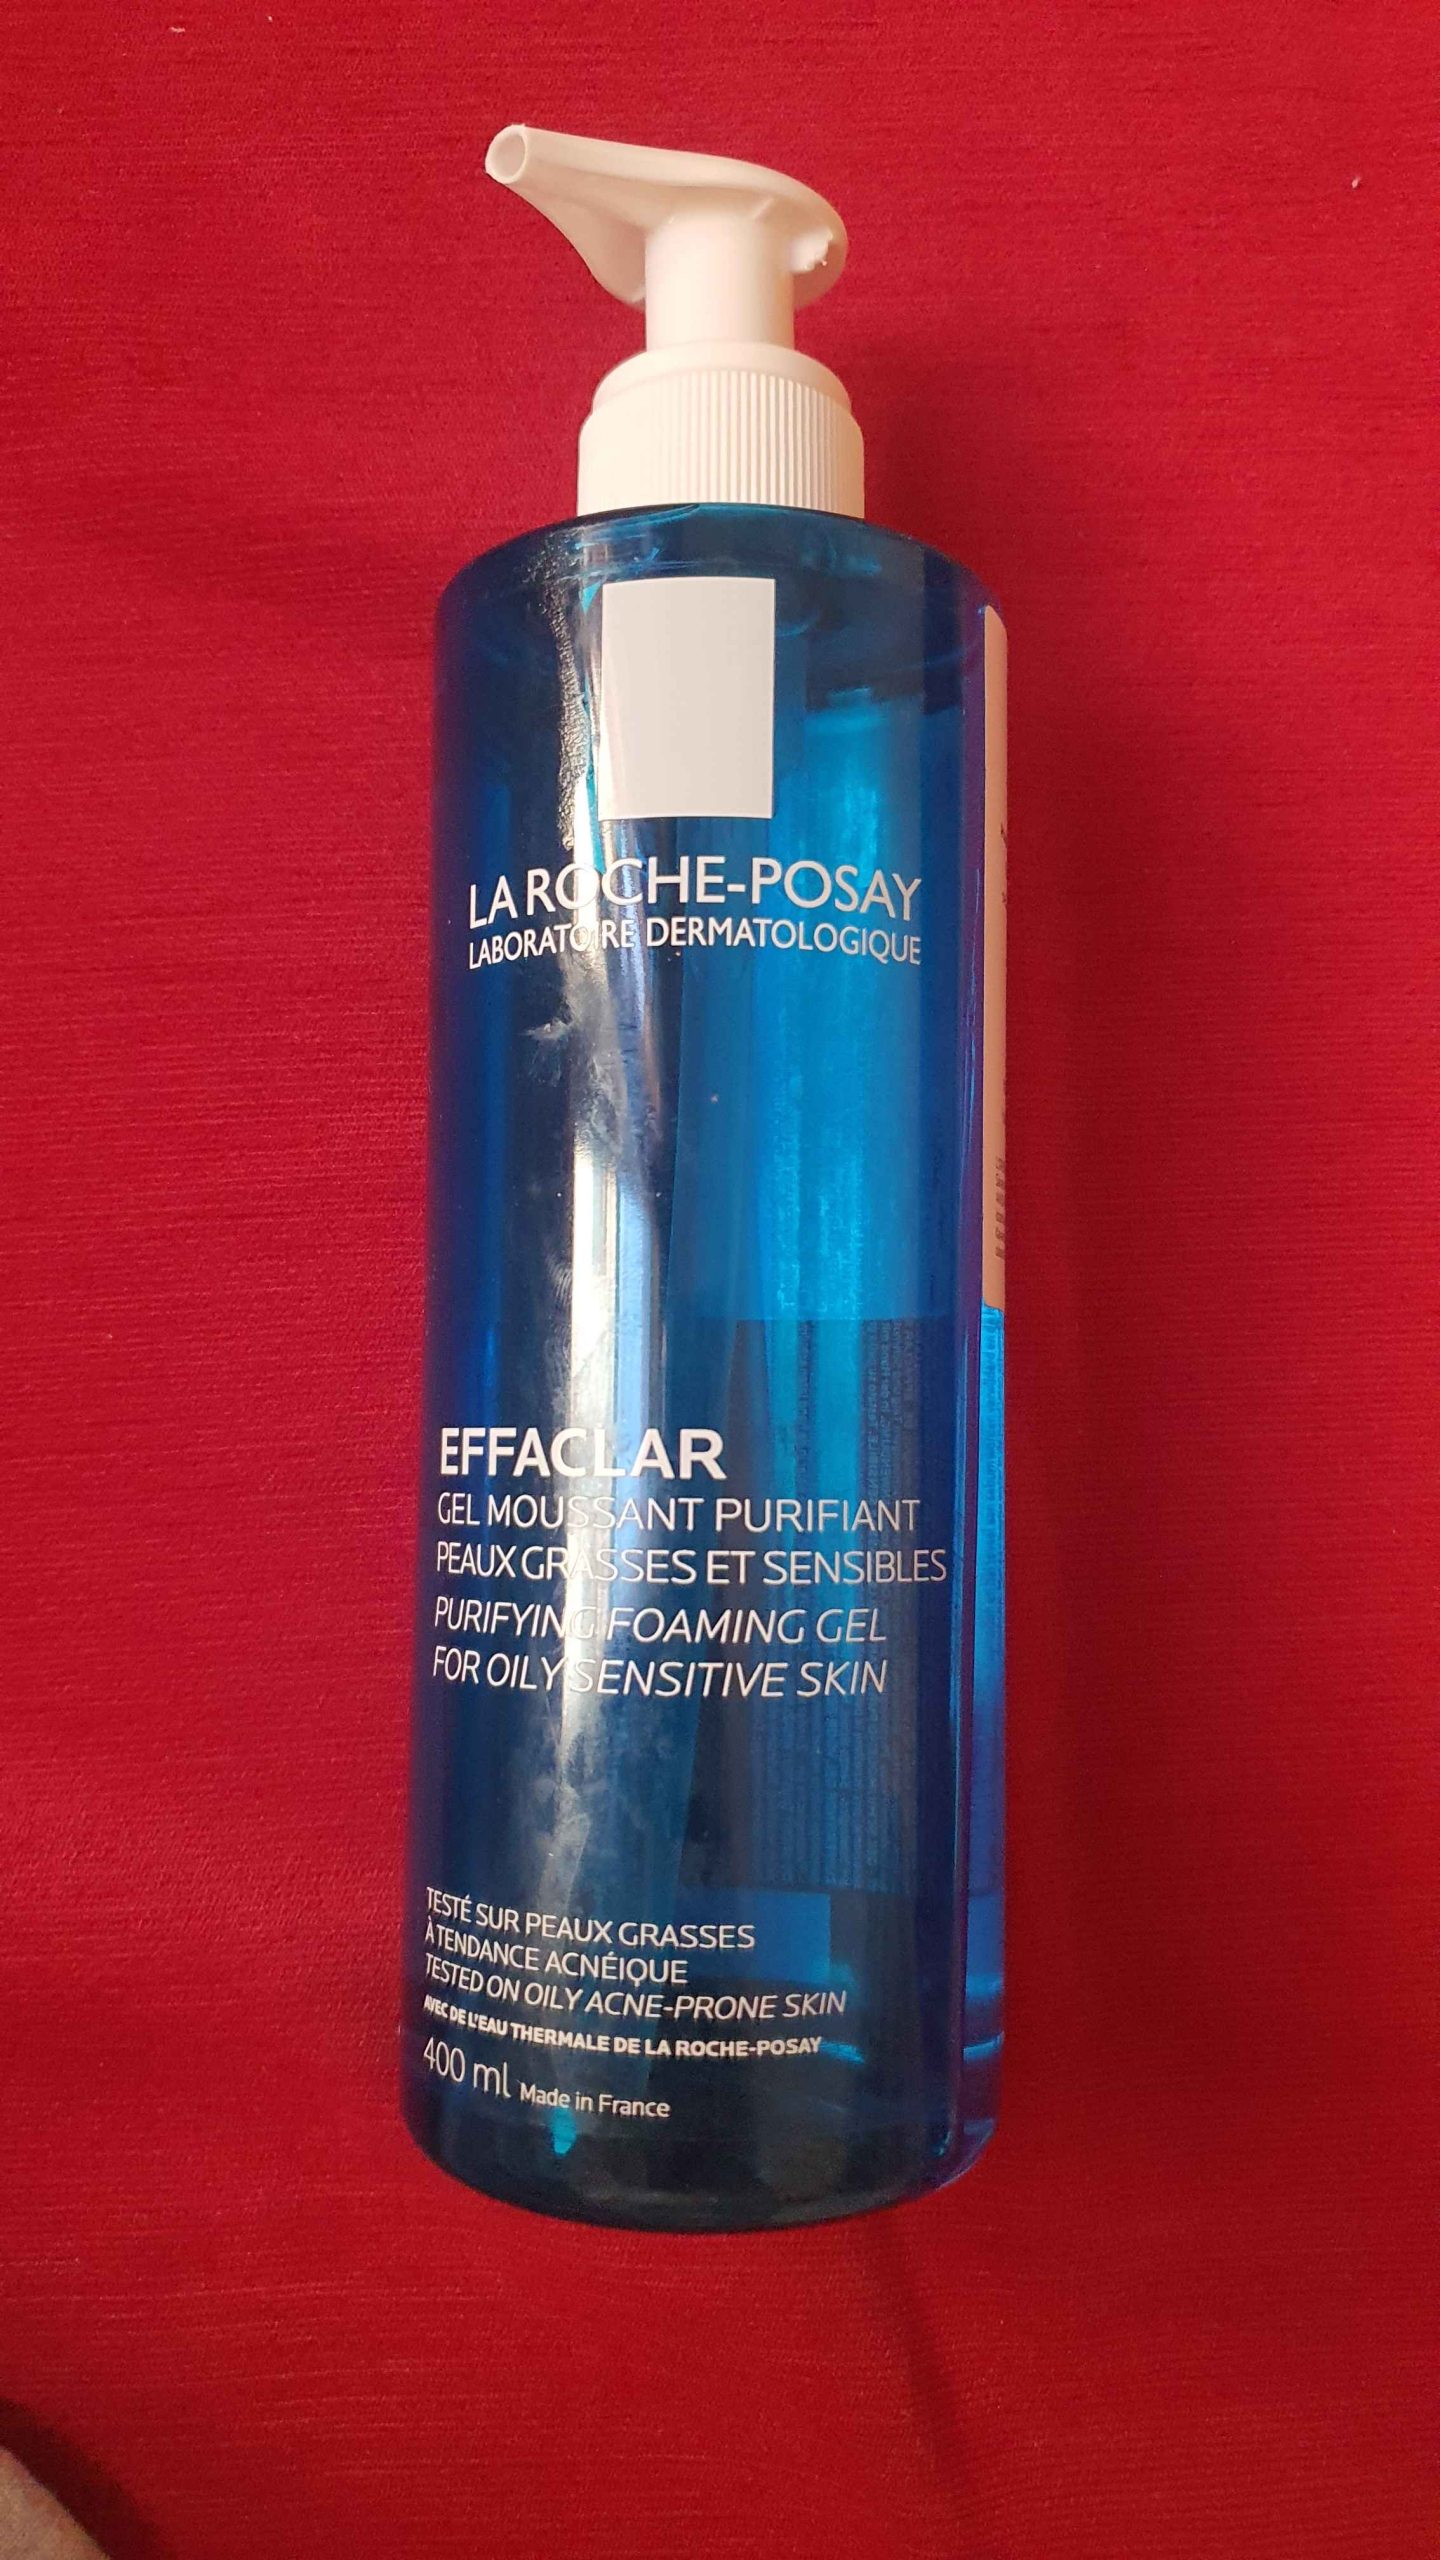 LA ROCHE-POSAY
LABORATOIRE DERMATOLOGIQUE
EFFACLAR
GEL MOUSSANT PURIFIANT
PEAUX GRASSES ET SENSIBLES
PURIFYING FOAMING GEL
FOR OILY SENSITIVE SKIN
TESTÉ SUR PEAUX GRASSES
À TENDANCE ACNÉIQUE
TESTED ON OILY ACNE-PRONE SKIN
AVEC DE L'EAU THERMALE DE LA ROCHE-POSAY
400 ml Made in France